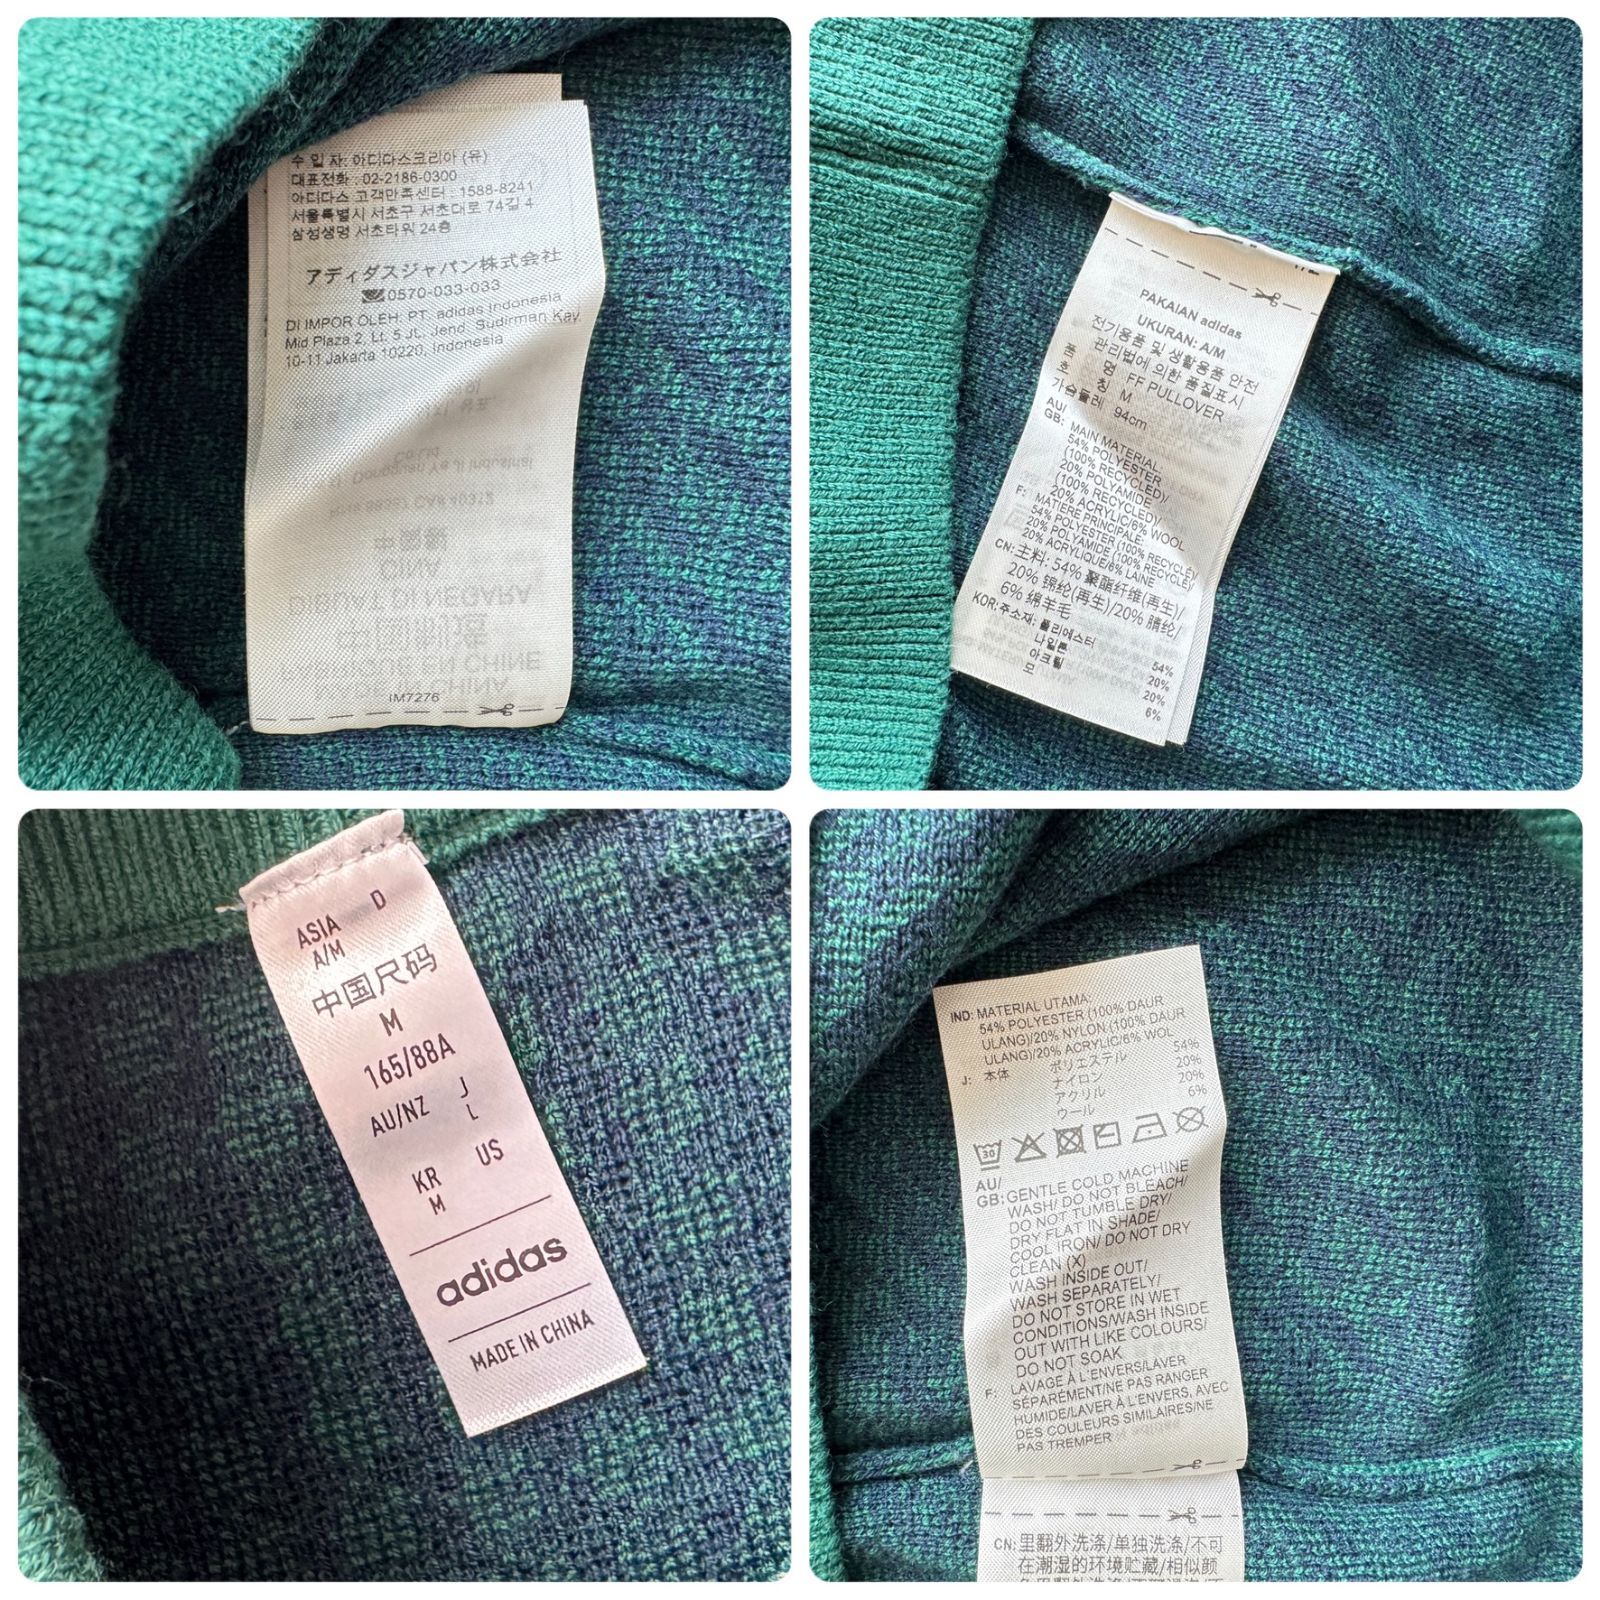 수 입 자: 아디다스코리아 (유)
대표전화 : 02-2186-0300
아디다스 고객만족센터 : 1588-8241
서울특별시 서초구 서초대로 74길 4
삼성생명 서초타워 24층
アディダスジャパン株式会社
0570-033-033
DI IMPOR OLEH: PT. adidas Indonesia
Mid Plaza 2, Lt. 5 Jt. Jend. Sudirman Kav.
10-11 Jakarta 10220, Indonesia
IM7276
PAKAIAN adidas
UKURAN: A/M
전기용품 및 생활용품 안전
관리법에 의한 품질표시
품 명 FF PULLOVER
호 칭 M
가슴둘레 94cm
AU/
GB: MAIN MATERIAL:
54% POLYESTER
(100% RECYCLED)/
20% POLYAMIDE
(100% RECYCLED)/
20% ACRYLIC/6% WOOL
F: MATIERE PRINCIPALE:
54% POLYESTER (100% RECYCLÉ)/
20% POLYAMIDE (100% RECYCLÉ)/
20% ACRYLIQUE/6% LAINE
CN: 主料: 54% 聚酯纤维(再生)/
20% 锦纶(再生)/20% 腈纶/
6% 绵羊毛
KOR: 주소재: 폴리에스터 54%
나일론 20%
아크릴 20%
모 6%
ASIA D
A/M
中国尺码
M
165/88A
AU/NZ J
L
KR US
M
adidas
MADE IN CHINA
IND: MATERIAL UTAMA:
54% POLYESTER (100% DAUR
ULANG)/20% NYLON (100% DAUR
ULANG)/20% ACRYLIC/6% WOL
J: 本体 ポリエステル 54%
ナイロン 20%
アクリル 20%
ウール 6%
30
AU/
GB: GENTLE COLD MACHINE
WASH/ DO NOT BLEACH/
DO NOT TUMBLE DRY/
DRY FLAT IN SHADE/
COOL IRON/ DO NOT DRY
CLEAN (X)
WASH INSIDE OUT/
WASH SEPARATELY/
DO NOT STORE IN WET
CONDITIONS/WASH INSIDE
OUT WITH LIKE COLOURS/
DO NOT SOAK
F: LAVAGE À L'ENVERS/LAVER
SÉPARÉMENT/NE PAS RANGER
HUMIDE/LAVER À L'ENVERS, AVEC
DES COULEURS SIMILAIRES/NE
PAS TREMPER
CN: 里翻外洗涤/单独洗涤/不可
在潮湿的环境贮藏/相似颜